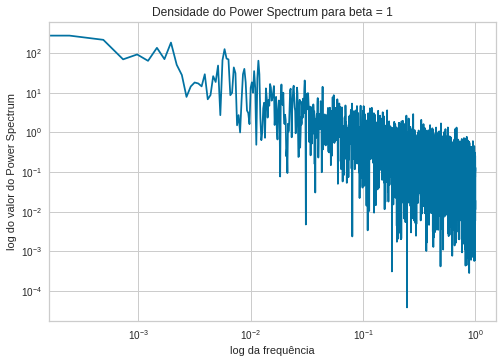 Densidade do Power Spectrum para beta = 1
log do valor do Power Spectrum
10²
10¹
10⁰
10⁻¹
10⁻²
10⁻³
10⁻⁴
10⁻³ 10⁻² 10⁻¹ 10⁰
log da frequência